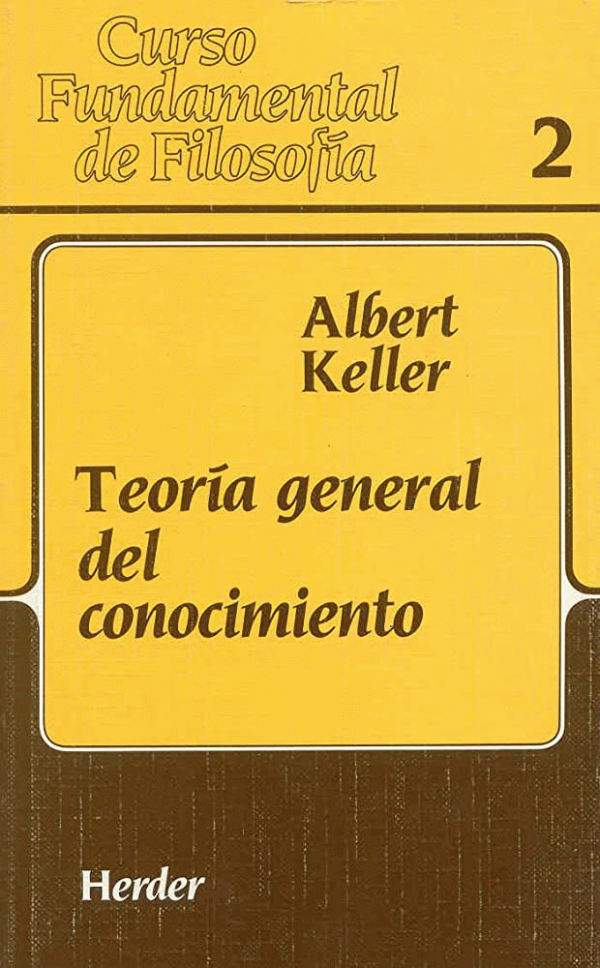 Curso
Fundamental
de Filosofía
2
Albert
Keller
Teoría general
del
conocimiento
Herder